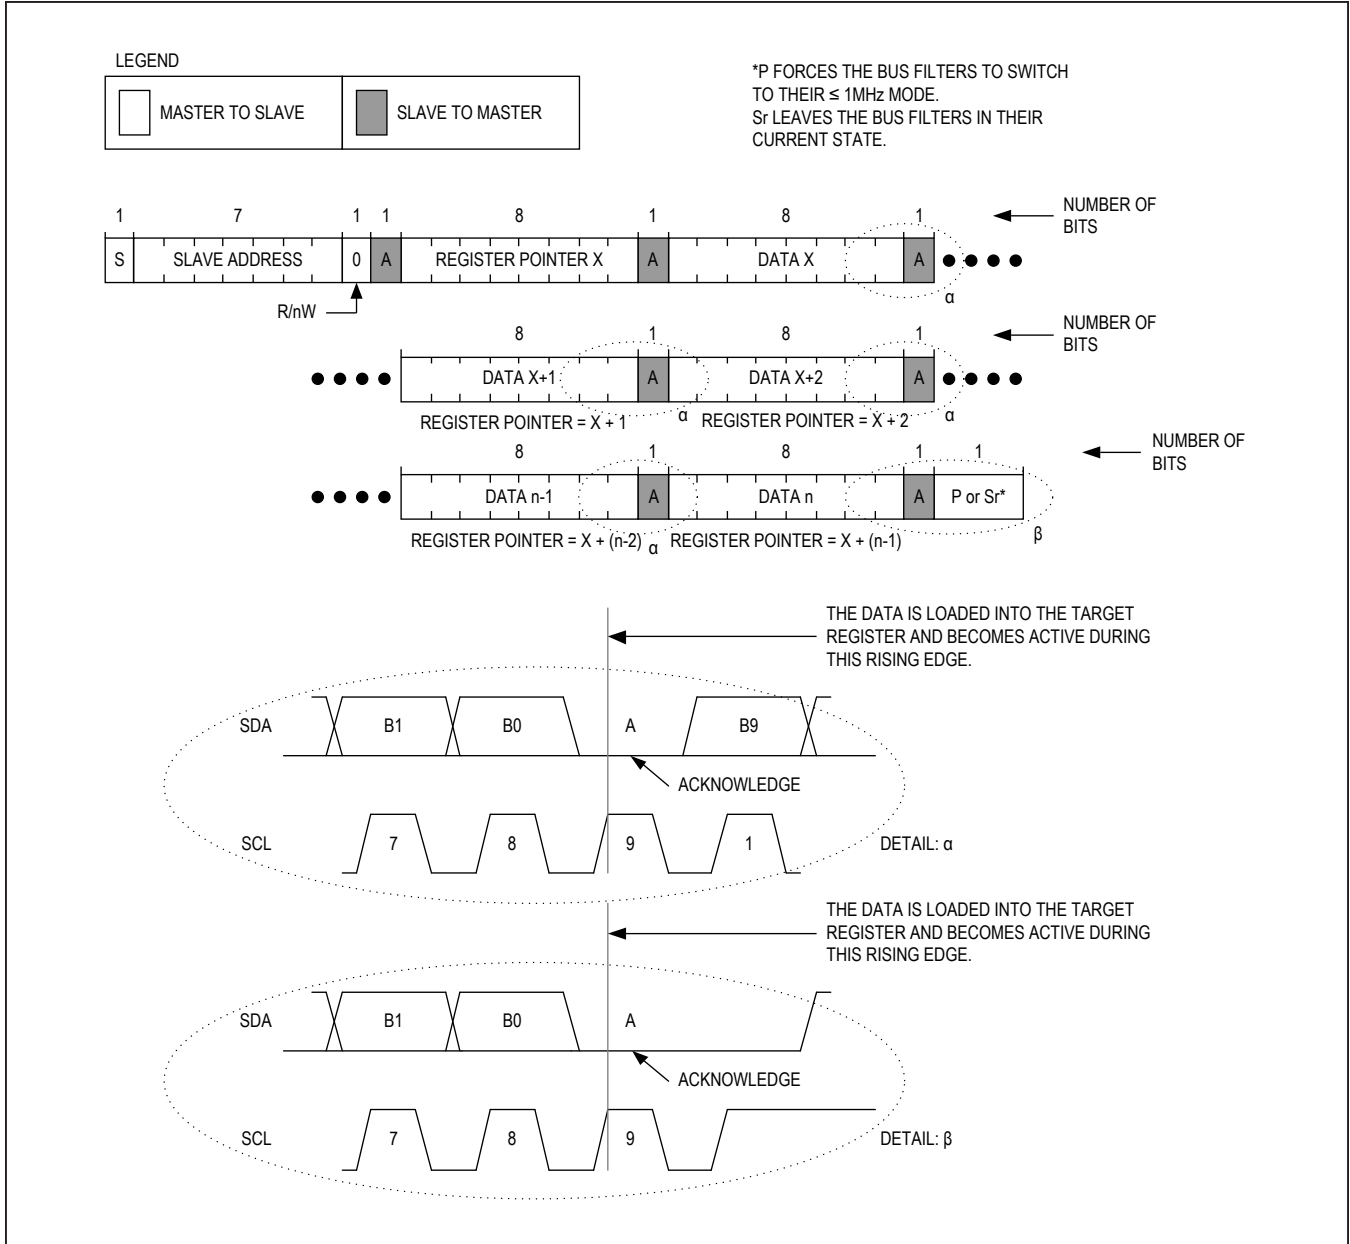 LEGEND
MASTER TO SLAVE
SLAVE TO MASTER
*P FORCES THE BUS FILTERS TO SWITCH
TO THEIR ≤ 1MHz MODE.
Sr LEAVES THE BUS FILTERS IN THEIR
CURRENT STATE.
1 7 1 1 8 1 8 1
NUMBER OF
BITS
S SLAVE ADDRESS 0 A REGISTER POINTER X A DATA X A
α
R/nW
8 1 8 1
NUMBER OF
BITS
DATA X+1 A DATA X+2 A
REGISTER POINTER = X + 1 α REGISTER POINTER = X + 2 α
8 1 8 1 1
NUMBER OF
BITS
DATA n-1 A DATA n A P or Sr*
REGISTER POINTER = X + (n-2) α REGISTER POINTER = X + (n-1) β
THE DATA IS LOADED INTO THE TARGET
REGISTER AND BECOMES ACTIVE DURING
THIS RISING EDGE.
SDA B1 B0 A B9
ACKNOWLEDGE
SCL 7 8 9 1 DETAIL: α
THE DATA IS LOADED INTO THE TARGET
REGISTER AND BECOMES ACTIVE DURING
THIS RISING EDGE.
SDA B1 B0 A
ACKNOWLEDGE
SCL 7 8 9 DETAIL: β